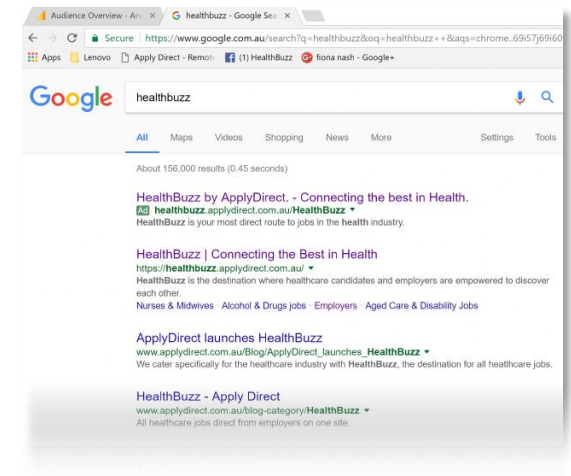 Audience Overview - An
healthbuzz - Google Sea
Secure https://www.google.com.au/search?q=healthbuzz&oq=healthbuzz++&aqs=chrome..69i57j69i60
Apps Lenovo Apply Direct - Remot (1) HealthBuzz fiona nash - Google+
Google healthbuzz
All Maps Videos Shopping News More Settings Tools
About 156,000 results (0.45 seconds)
HealthBuzz by ApplyDirect. - Connecting the best in Health.
Ad healthbuzz.applydirect.com.au/HealthBuzz
HealthBuzz is your most direct route to jobs in the health industry.
HealthBuzz | Connecting the Best in Health
https://healthbuzz.applydirect.com.au/
HealthBuzz is the destination where healthcare candidates and employers are empowered to discover
each other.
Nurses & Midwives · Alcohol & Drugs jobs · Employers · Aged Care & Disability Jobs
ApplyDirect launches HealthBuzz
www.applydirect.com.au/Blog/ApplyDirect_launches_HealthBuzz
We cater specifically for the healthcare industry with HealthBuzz, the destination for all heatlhcare jobs.
HealthBuzz - Apply Direct
www.applydirect.com.au/blog-category/HealthBuzz
All healthcare jobs direct from employers on one site.